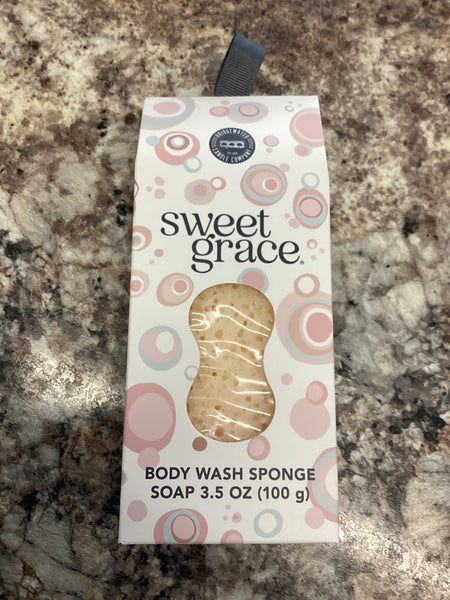 BRIDGEWATER
CANDLE COMPANY
sweet
grace®
BODY WASH SPONGE
SOAP 3.5 OZ (100 g)